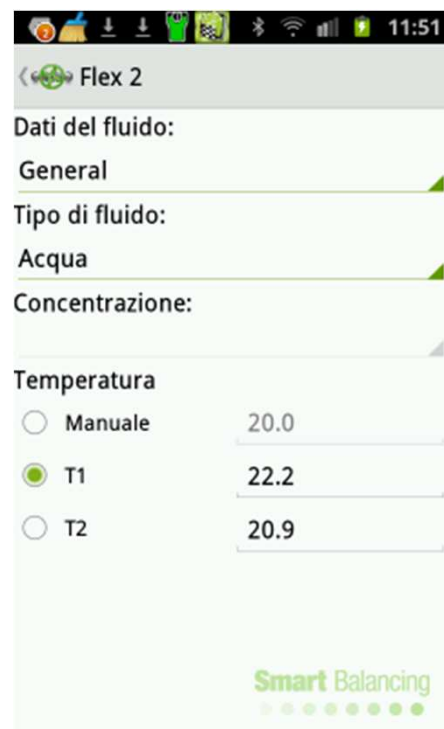 2
11:51
Flex 2
Dati del fluido:
General
Tipo di fluido:
Acqua
Concentrazione:
Temperatura
Manuale 20.0
T1 22.2
T2 20.9
Smart Balancing